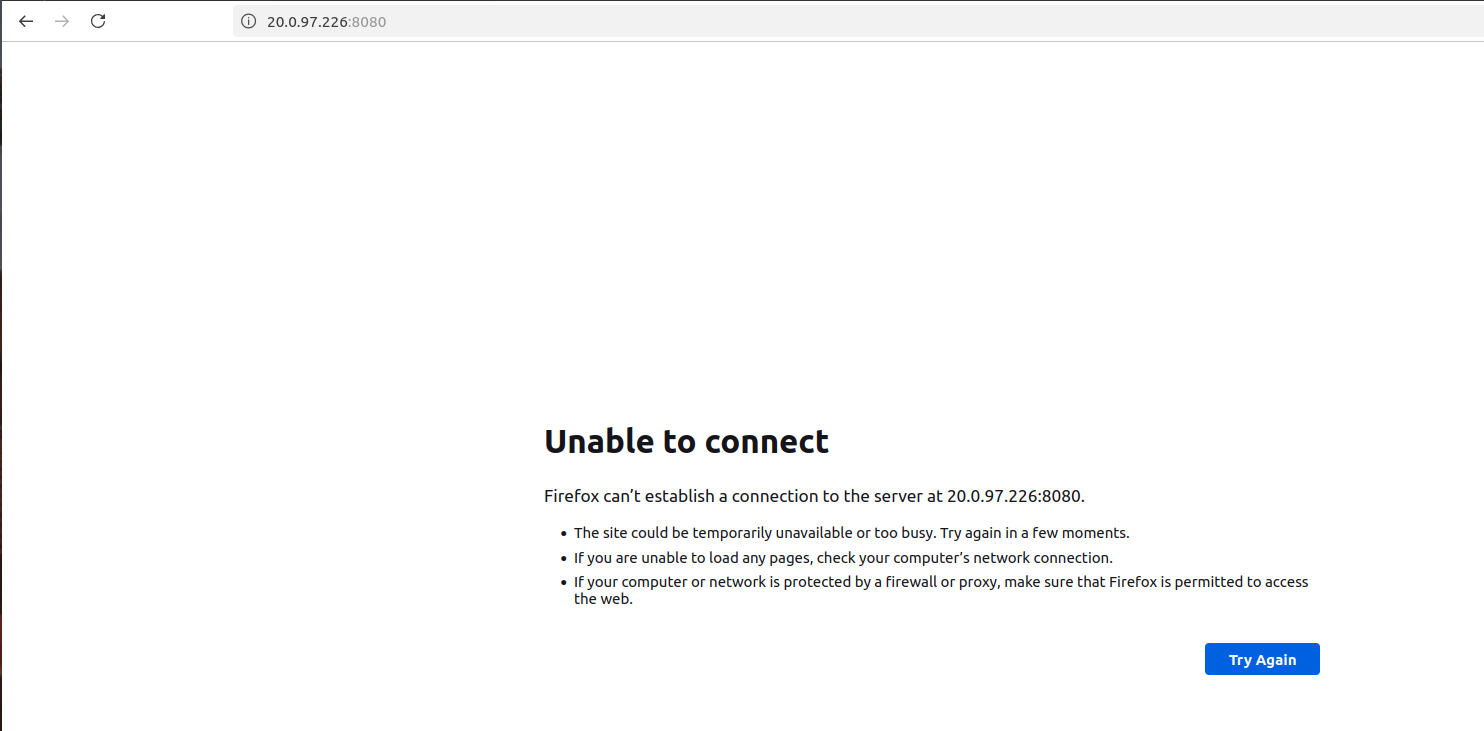 20.0.97.226:8080
Unable to connect
Firefox can’t establish a connection to the server at 20.0.97.226:8080.
• The site could be temporarily unavailable or too busy. Try again in a few moments.
• If you are unable to load any pages, check your computer’s network connection.
• If your computer or network is protected by a firewall or proxy, make sure that Firefox is permitted to access
the web.
Try Again